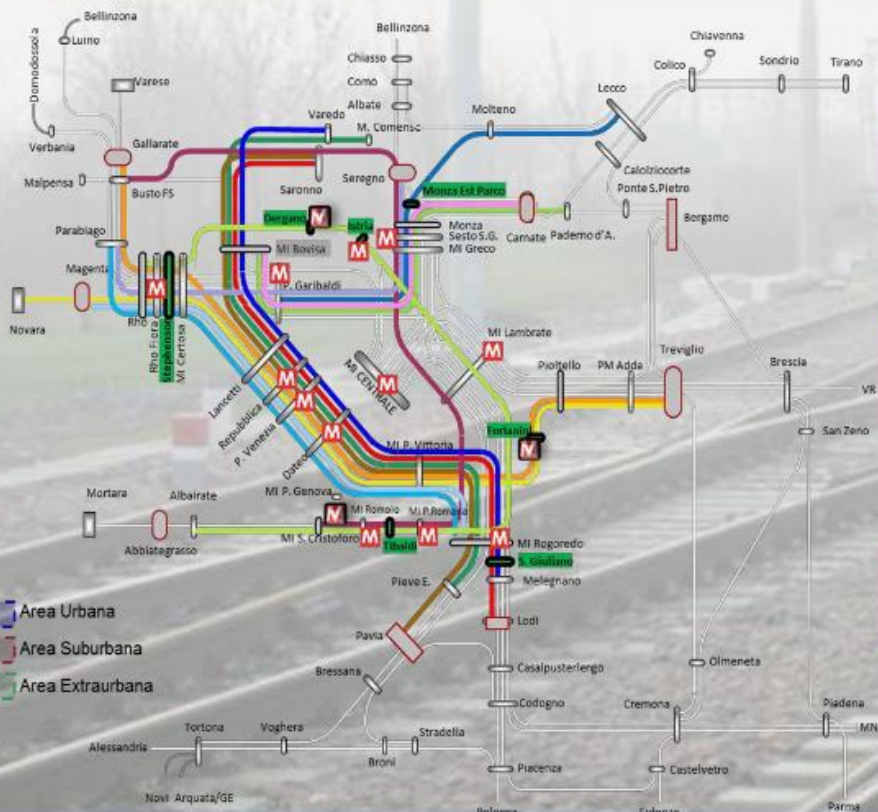 Bellinzona
Luino
Domodossola
Varese
Verbania
Gallarate
Malpensa
Busto FS
Parabiago
Magenta
Novara
Rho
Rho Fiera
Stephenson
MI Certosa
Bellinzona
Chiasso
Como
Albate
Varedo
M. Comense
Molteno
Lecco
Chiavenna
Colico
Sondrio
Tirano
Calolziocorte
Ponte S.Pietro
Saronno
Seregno
Monza Est Parco
Bergamo
Dergano
M
Istria
M
M
Monza
Sesto S.G.
MI Greco
Carnate
Paderno d'A.
MI Bovisa
M
P. Garibaldi
M
MI Lambrate
M
MI CENTRALE
M
Pioltello
PM Adda
Treviglio
Brescia
VR
San Zeno
Lancetti
Repubblica
M
P. Venezia
M
Dateo
M
MI P. Vittoria
Forlanini
M
MI P. Genova
Mortara
Albairate
Abbiategrasso
MI S. Cristoforo
M
MI Romolo
M
Tibaldi
MI P.Romana
M
M
MI Rogoredo
S. Giuliano
Melegnano
Pieve E.
Lodi
Pavia
Area Urbana
Area Suburbana
Area Extraurbana
Bressana
Casalpusterlengo
Codogno
Olmeneta
Cremona
Piadena
MN
Tortona
Voghera
Stradella
Alessandria
Broni
Novi
Arquata/GE
Piacenza
Castelvetro
Parma